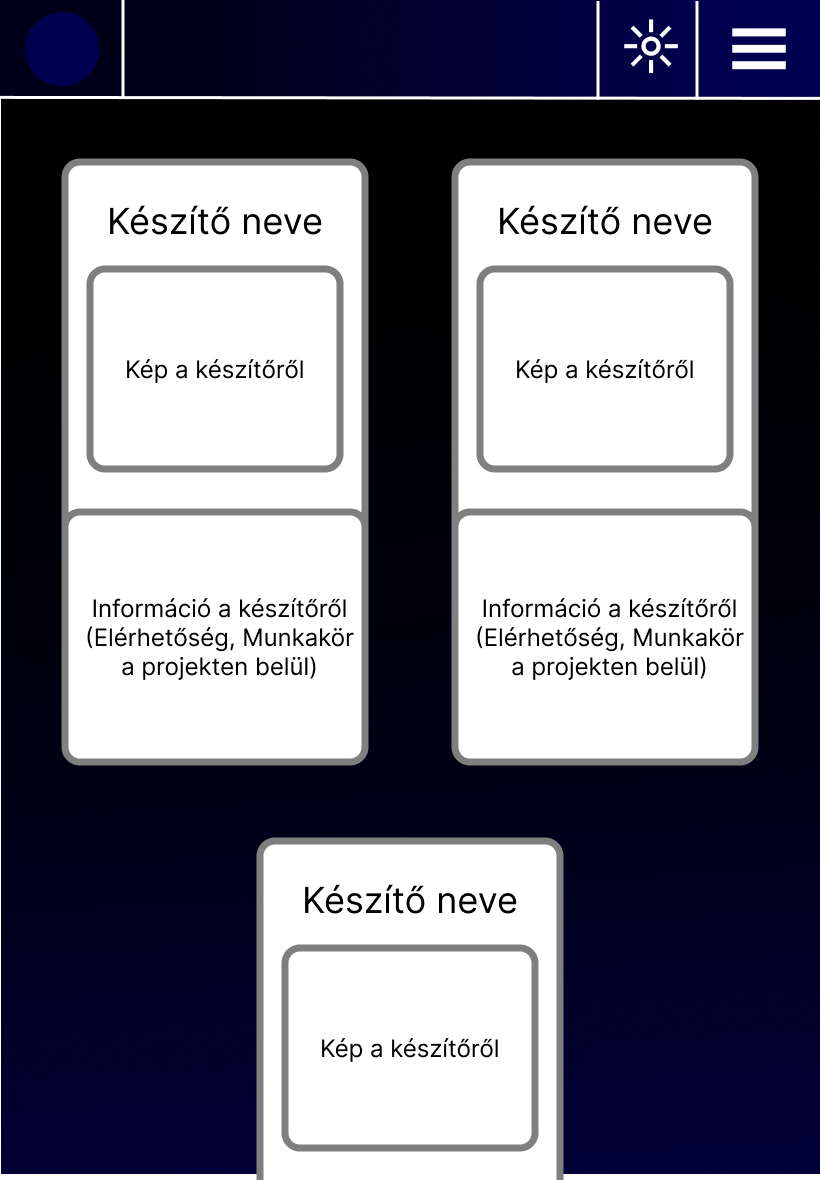 Készítő neve
Kép a készítőről
Információ a készítőről
(Elérhetőség, Munkakör
a projekten belül)
Készítő neve
Kép a készítőről
Információ a készítőről
(Elérhetőség, Munkakör
a projekten belül)
Készítő neve
Kép a készítőről